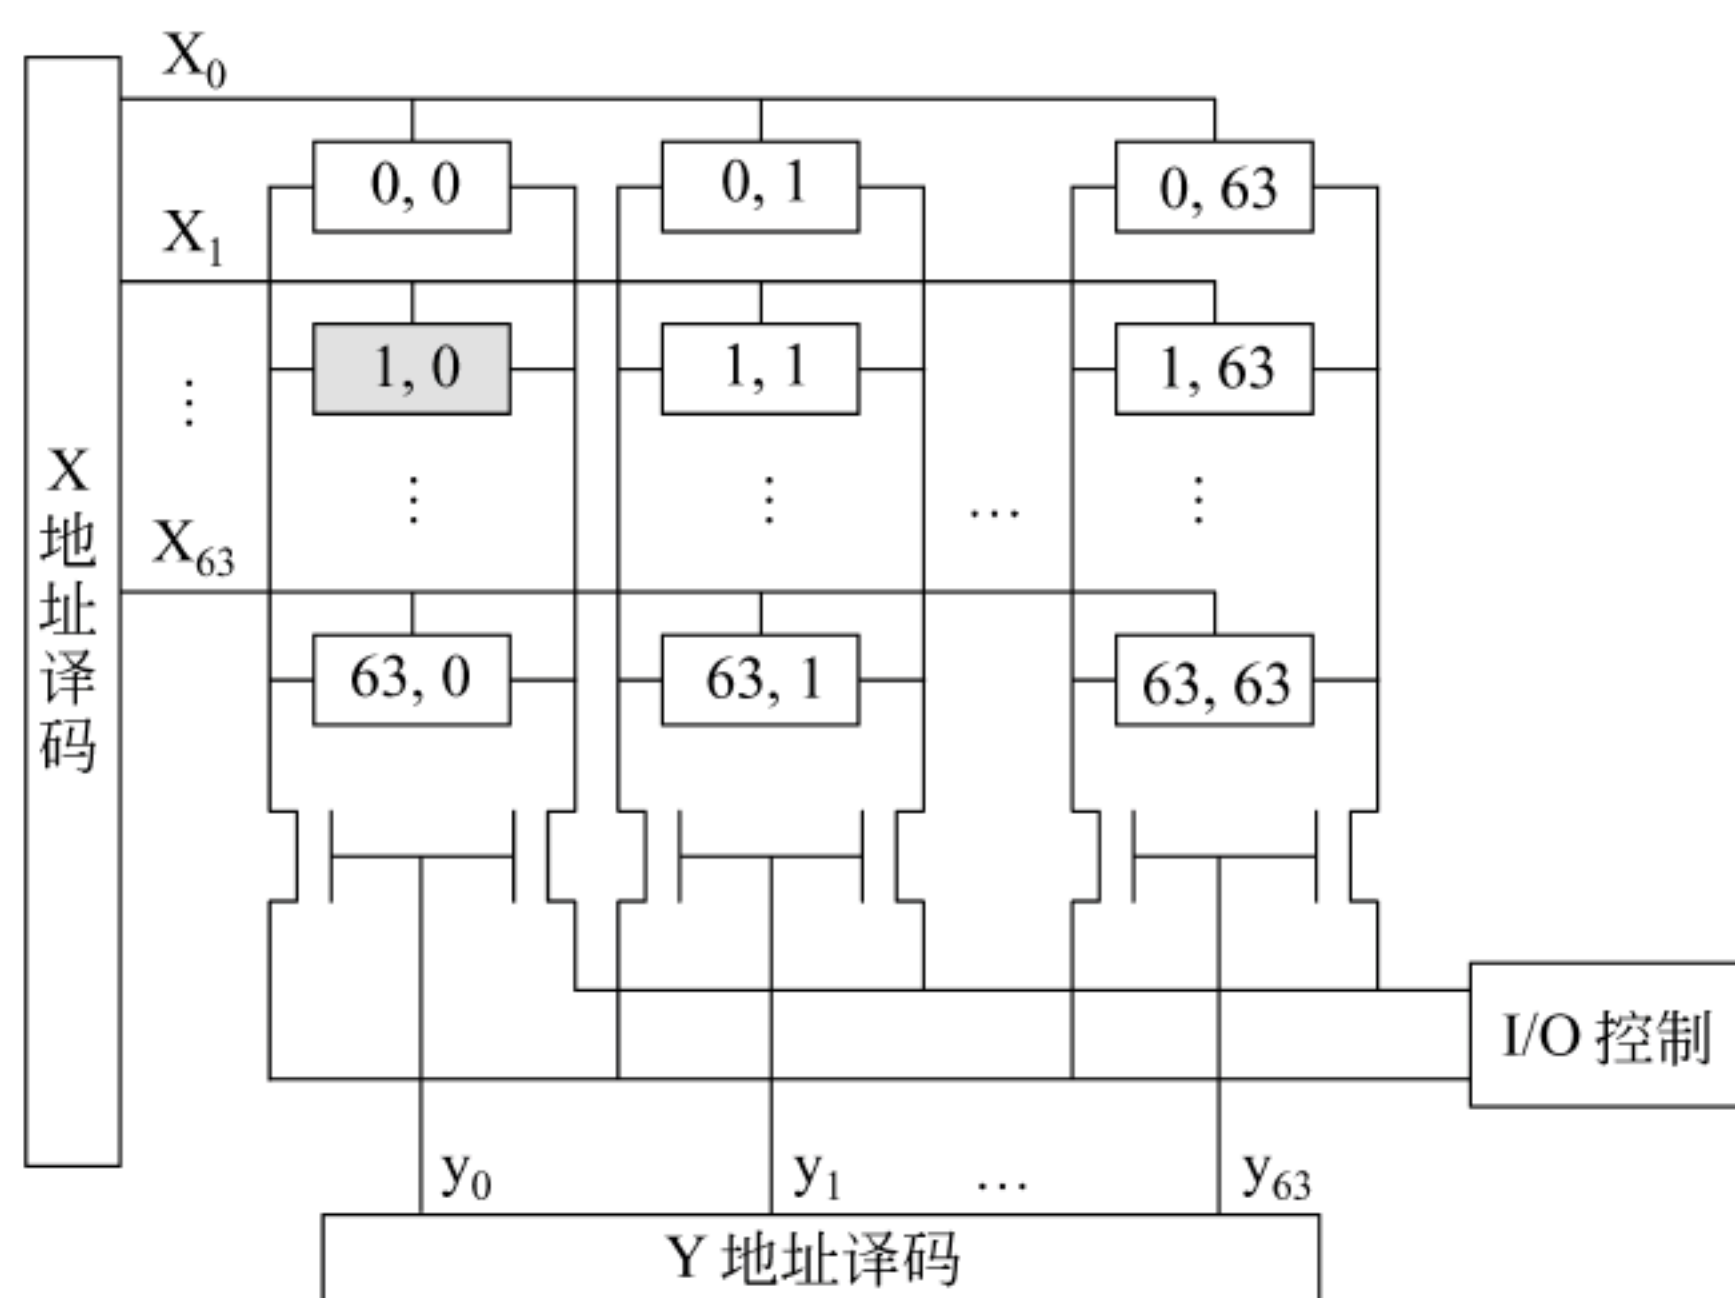 X₀
0, 0 0, 1 0, 63
X₁
1, 0 1, 1 1, 63
⋮
⋮ ⋮ … ⋮
X₆₃
63, 0 63, 1 63, 63
X
地
址
译
码
I/O 控制
y₀ y₁ … y₆₃
Y 地址译码